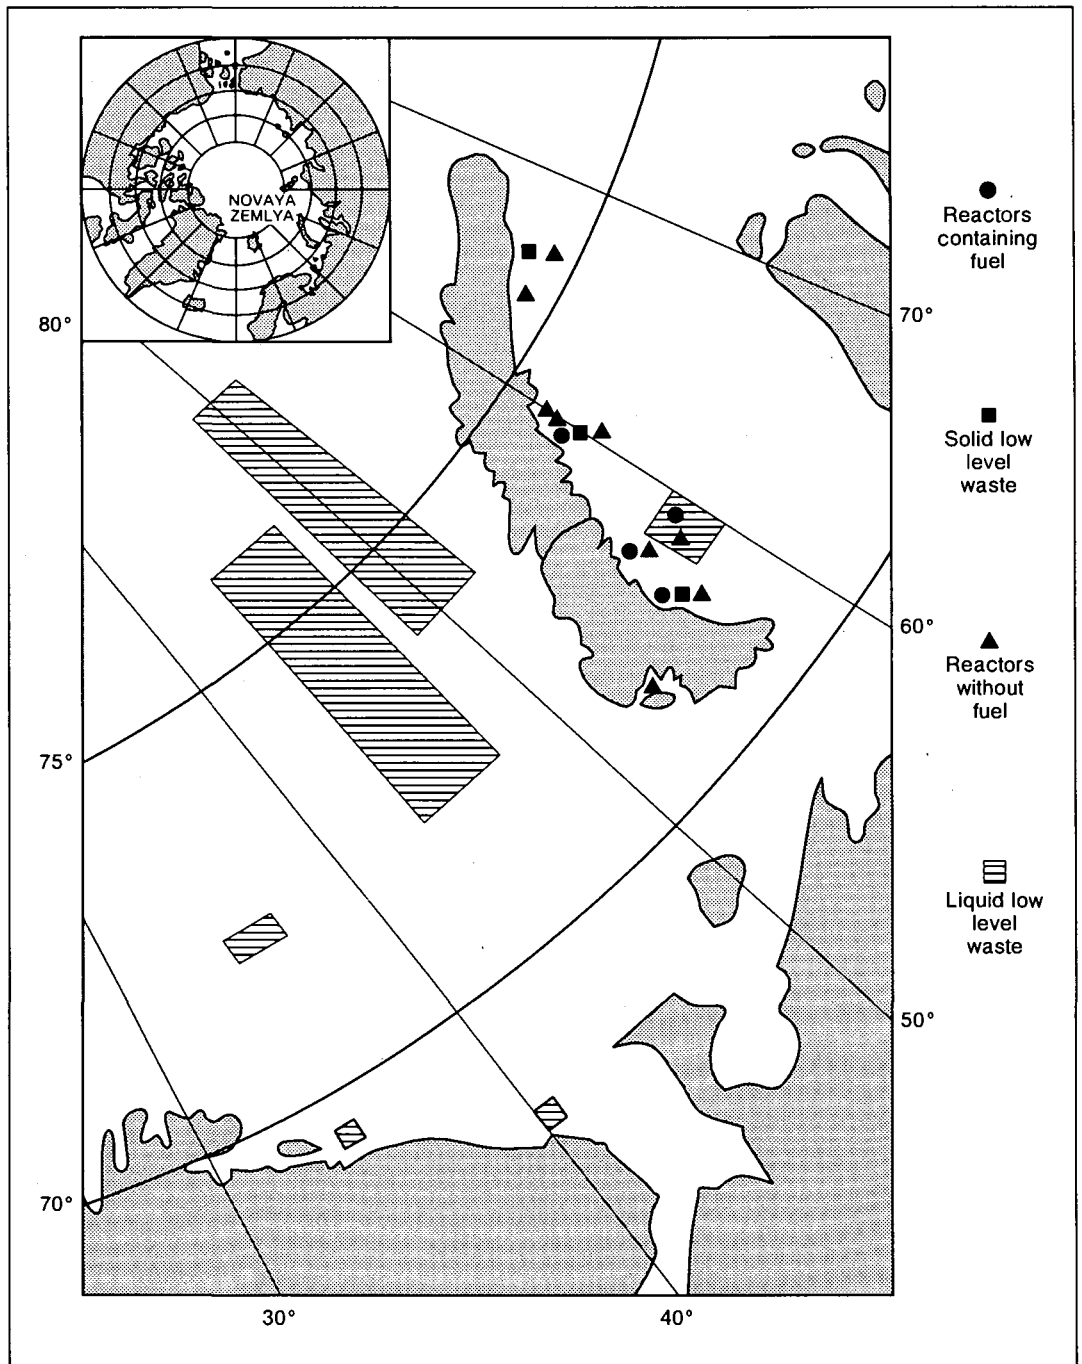 NOVAYA
ZEMLYA
80°
75°
70°
30°
40°
70°
60°
50°
Reactors
containing
fuel
Solid low
level
waste
Reactors
without
fuel
Liquid low
level
waste